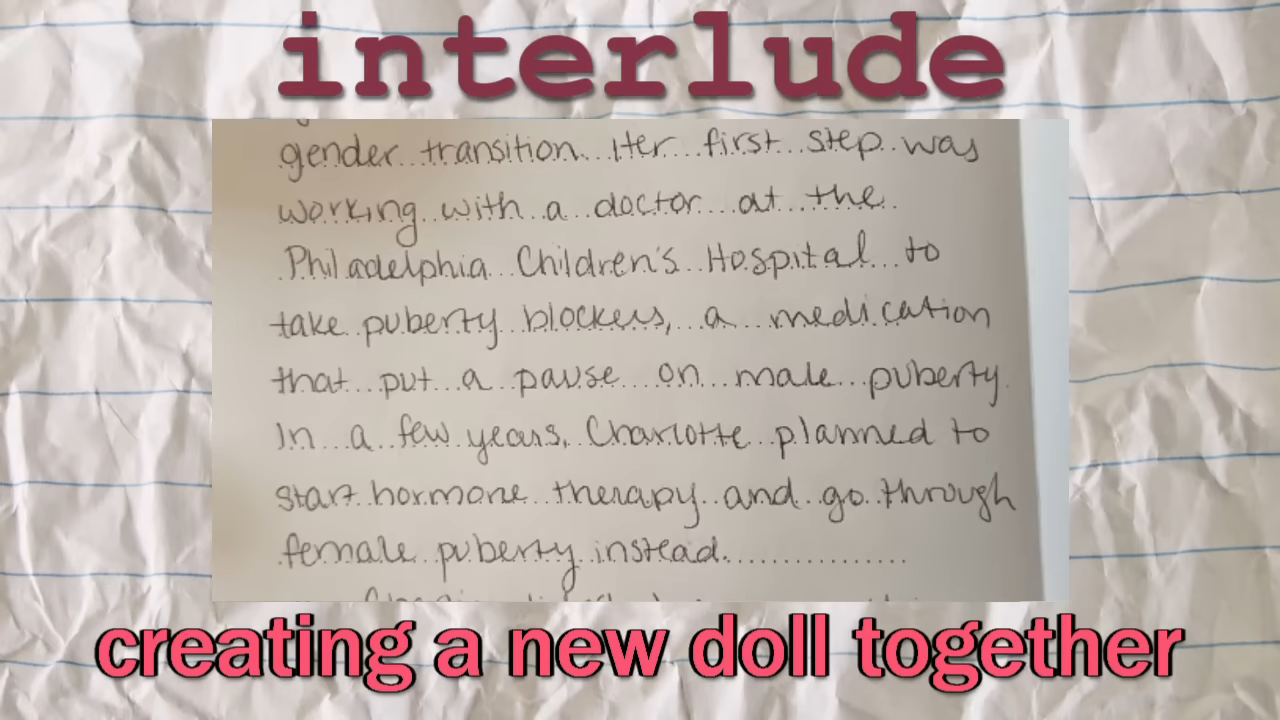 interlude
gender transition. Her first step was
working with a doctor at the
Philadelphia Children's Hospital to
take puberty blockers, a medication
that put a pause on male puberty.
In a few years, Charlotte planned to
start hormone therapy and go through
female puberty instead.
creating a new doll together